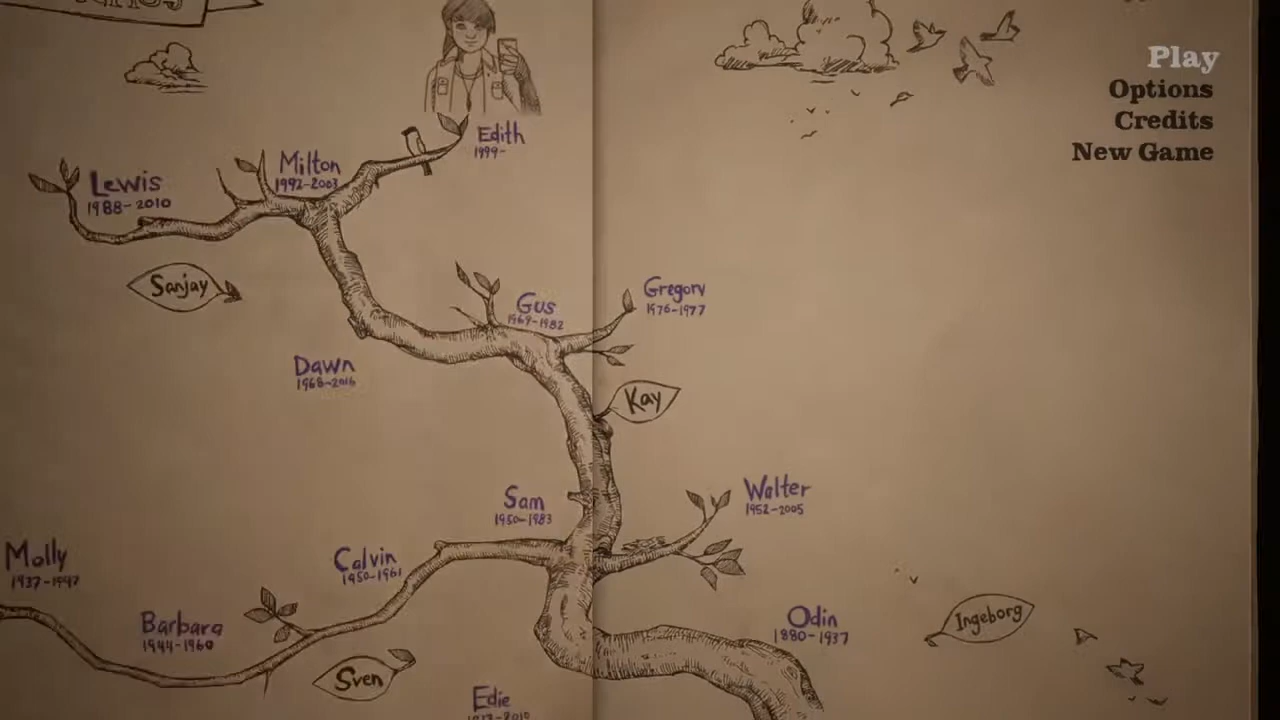 Play
Options
Credits
New Game
Edith
1999-
Milton
1992-2003
Lewis
1988-2010
Sanjay
Gregory
1976-1977
Gus
1969-1982
Dawn
1968-2016
Kay
Walter
1952-2005
Sam
1950-1983
Calvin
1950-1961
Molly
1937-1947
Barbara
1944-1960
Odin
1880-1937
Ingeborg
Sven
Edie